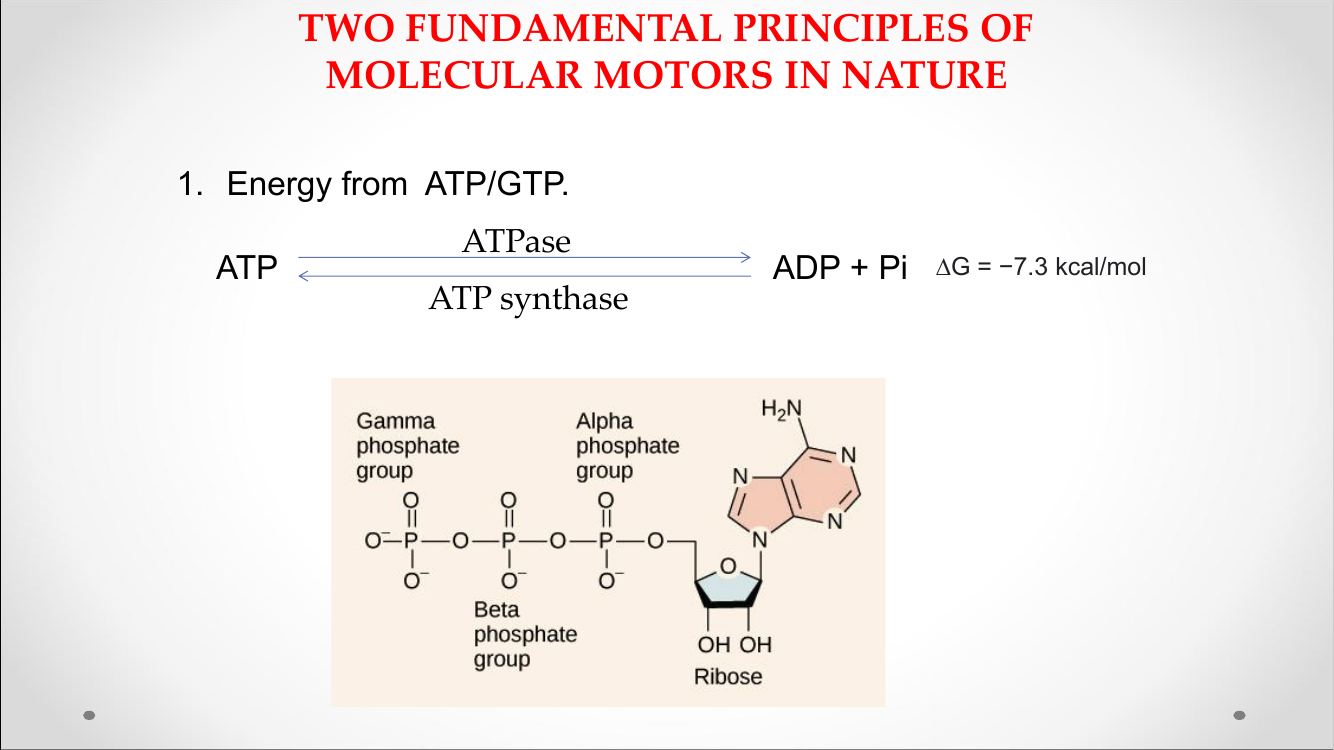 TWO FUNDAMENTAL PRINCIPLES OF
MOLECULAR MOTORS IN NATURE
1. Energy from ATP/GTP.
ATPase
ATP ADP + Pi ∆G = −7.3 kcal/mol
ATP synthase
Gamma
phosphate
group
Alpha
phosphate
group
H₂N
N
N
N
N
O O O
O⁻ P O P O P O
O⁻ O⁻ O⁻
O
Beta
phosphate
group
OH OH
Ribose